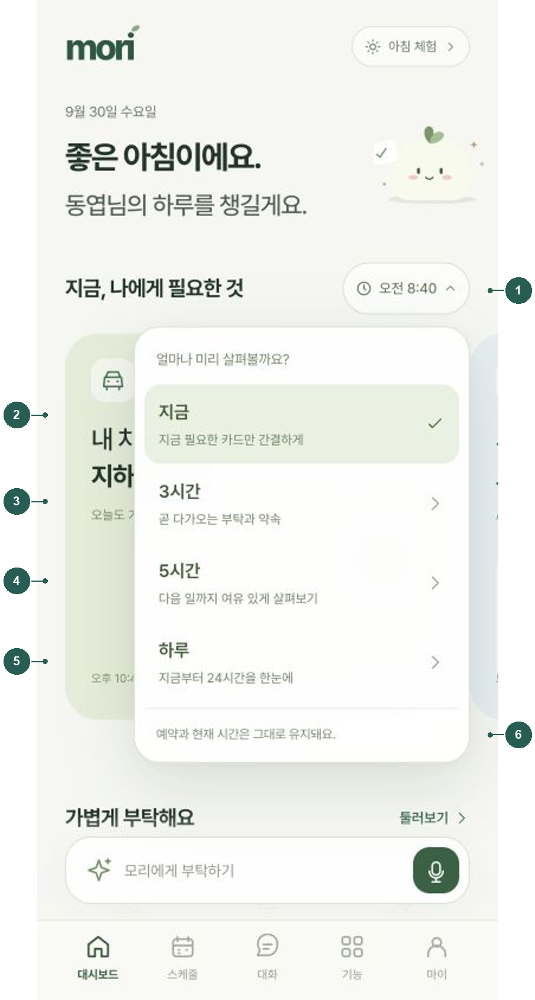 mori
아침 체험
9월 30일 수요일
좋은 아침이에요.
동엽님의 하루를 챙길게요.
지금, 나에게 필요한 것
오전 8:40
1
얼마나 미리 살펴볼까요?
2
지금
지금 필요한 카드만 간결하게
내
지하
3
3시간
곧 다가오는 부탁과 약속
오늘도
4
5시간
다음 일까지 여유 있게 살펴보기
5
하루
지금부터 24시간을 한눈에
오후 10:4
예약과 현재 시간은 그대로 유지돼요.
6
가볍게 부탁해요
둘러보기
모리에게 부탁하기
대시보드
스케줄
대화
기능
마이